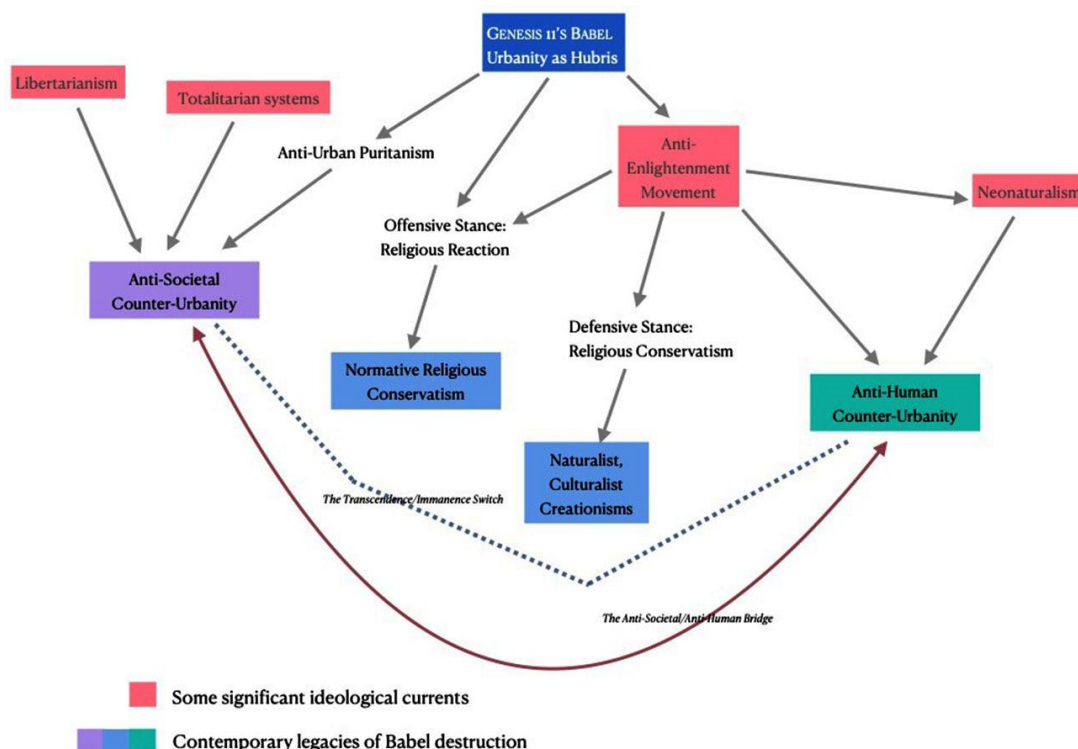 GENESIS 11'S BABEL
Urbanity as Hubris
Libertarianism
Totalitarian systems
Anti-Urban Puritanism
Anti-
Enlightenment
Movement
Neonaturalism
Offensive Stance:
Religious Reaction
Anti-Societal
Counter-Urbanity
Defensive Stance:
Religious Conservatism
Normative Religious
Conservatism
Anti-Human
Counter-Urbanity
Naturalist,
Culturalist
Creationisms
The Transcendence/Immanence Switch
The Anti-Societal/Anti-Human Bridge
Some significant ideological currents
Contemporary legacies of Babel destruction